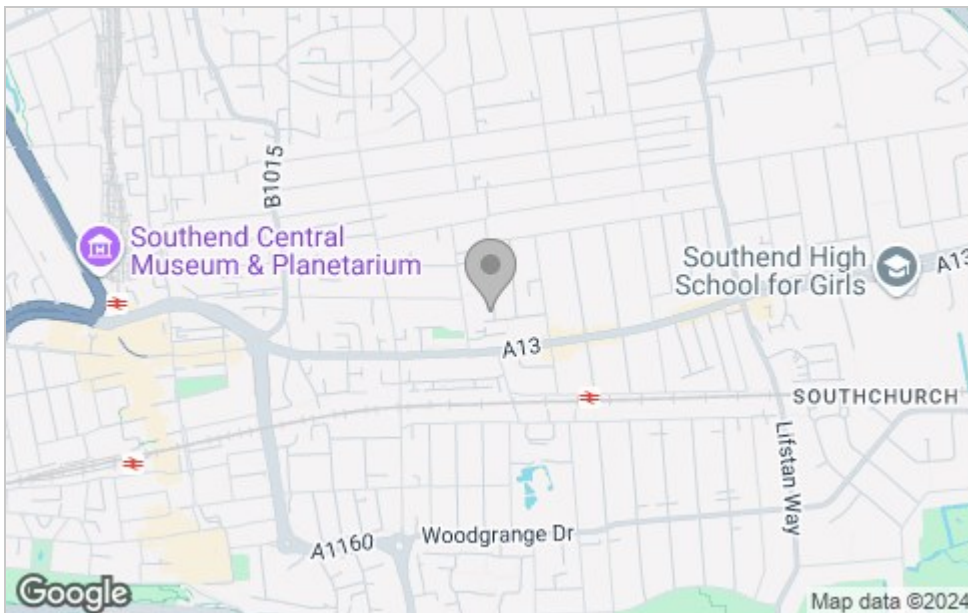 B1015
Southend Central
Museum & Planetarium
Southend High
School for Girls
A13
A13
SOUTHCHURCH
Lifstan Way
A1160
Woodgrange Dr
Google
Map data ©2024